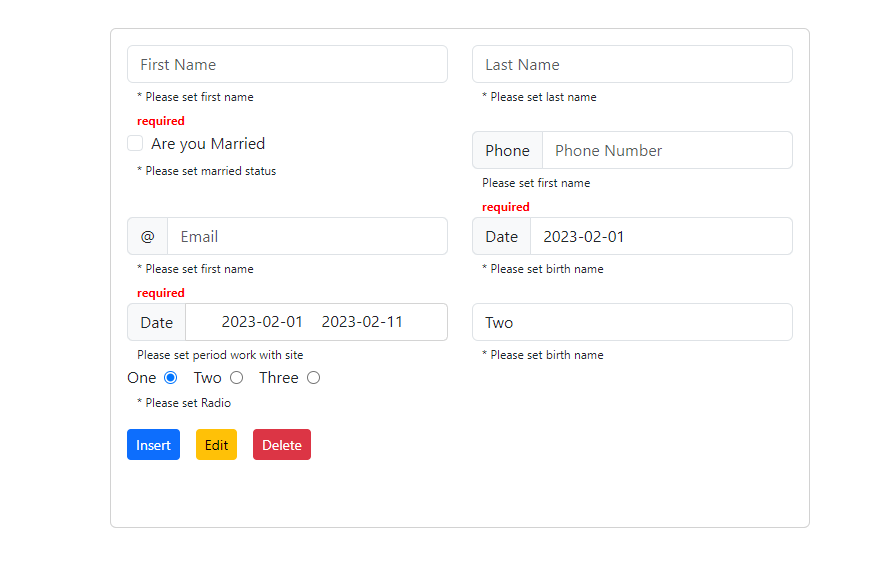 First Name Last Name
* Please set first name * Please set last name
required
Are you Married Phone Phone Number
* Please set married status Please set first name
required
@ Email Date 2023-02-01
* Please set first name * Please set birth name
required
Date 2023-02-01 2023-02-11 Two
Please set period work with site * Please set birth name
One Two Three
* Please set Radio
Insert Edit Delete